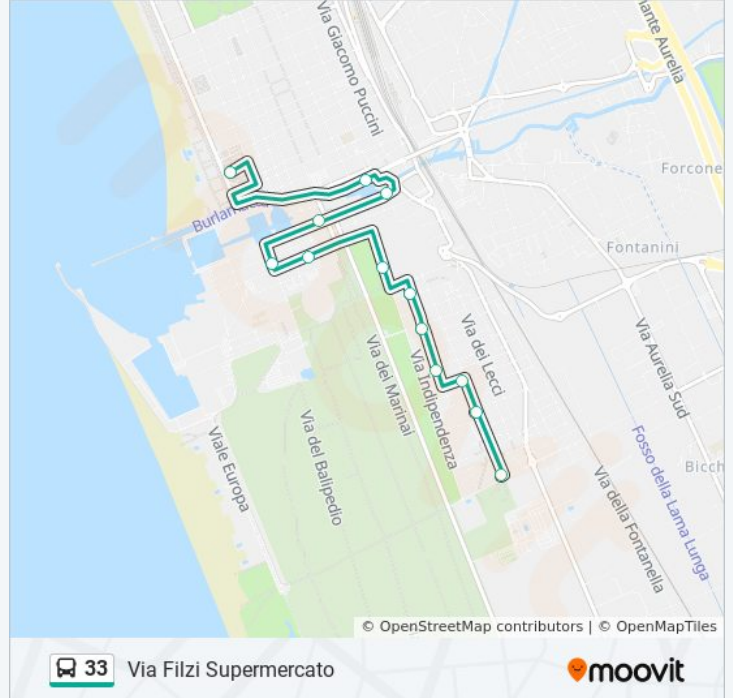 Via Giacomo Puccini
iante Aurelia
Forcone
Burlama
Fontanini
Via dei Lecci
Via Aurelia Sud
Via dei Marinai
Via Indipendenza
Viale Europa
Via del Balipedio
Bicch
Via della Fontanella
Fosso della Lama Lunga
© OpenStreetMap contributors | © OpenMapTiles
33 Via Filzi Supermercato
moovit